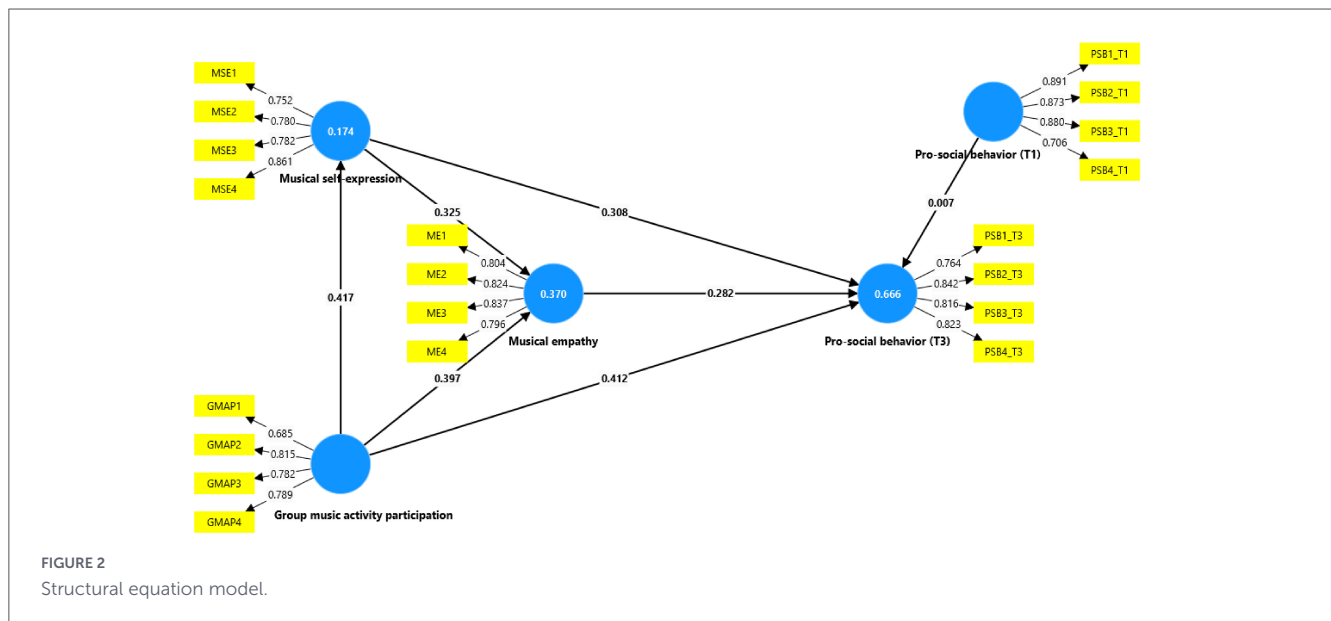 MSE1
MSE2
MSE3
MSE4
0.752
0.780
0.782
0.861
0.174
Musical self-expression
PSB1_T1
PSB2_T1
PSB3_T1
PSB4_T1
0.891
0.873
0.880
0.706
Pro-social behavior (T1)
0.325
0.308
0.007
0.417
ME1
ME2
ME3
ME4
0.804
0.824
0.837
0.796
0.370
Musical empathy
0.282
0.666
Pro-social behavior (T3)
0.764
0.842
0.816
0.823
PSB1_T3
PSB2_T3
PSB3_T3
PSB4_T3
0.397
0.412
GMAP1
GMAP2
GMAP3
GMAP4
0.685
0.815
0.782
0.789
Group music activity participation
FIGURE 2
Structural equation model.